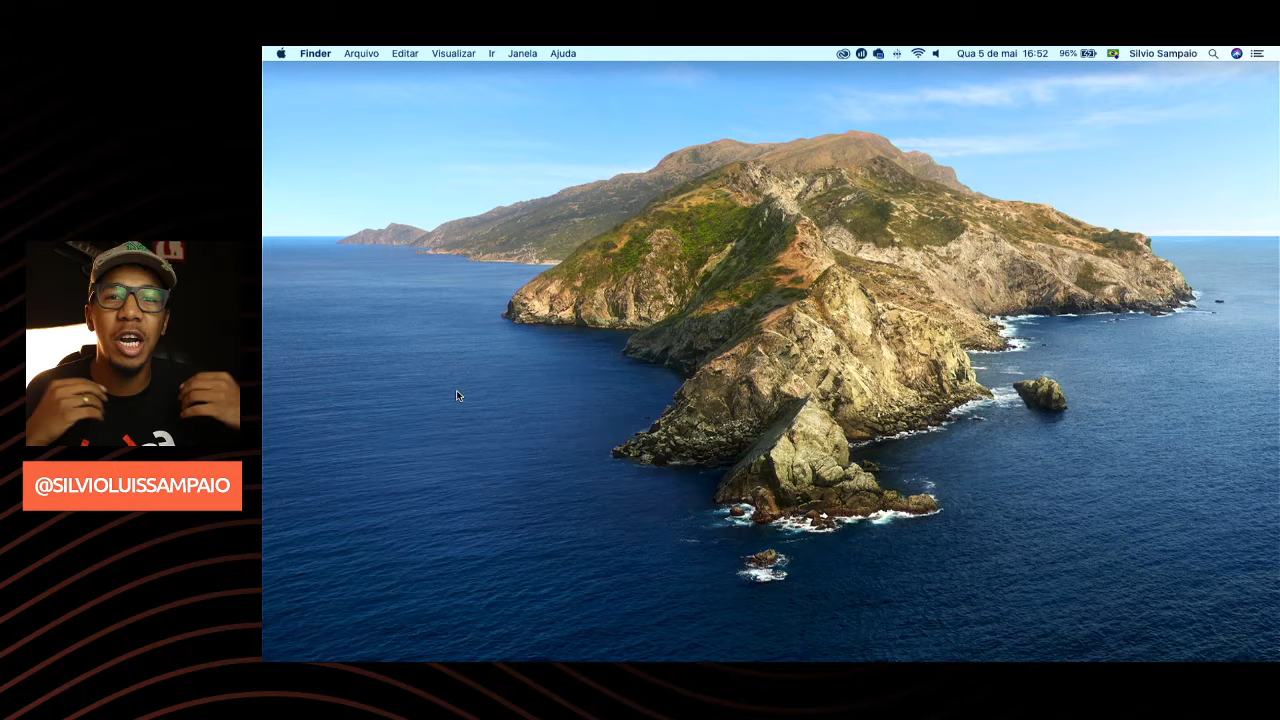 Finder Arquivo Editar Visualizar Ir Janela Ajuda Qua 5 de mai 16:52 96% Silvio Sampaio
@SILVIOLUISSAMPAIO